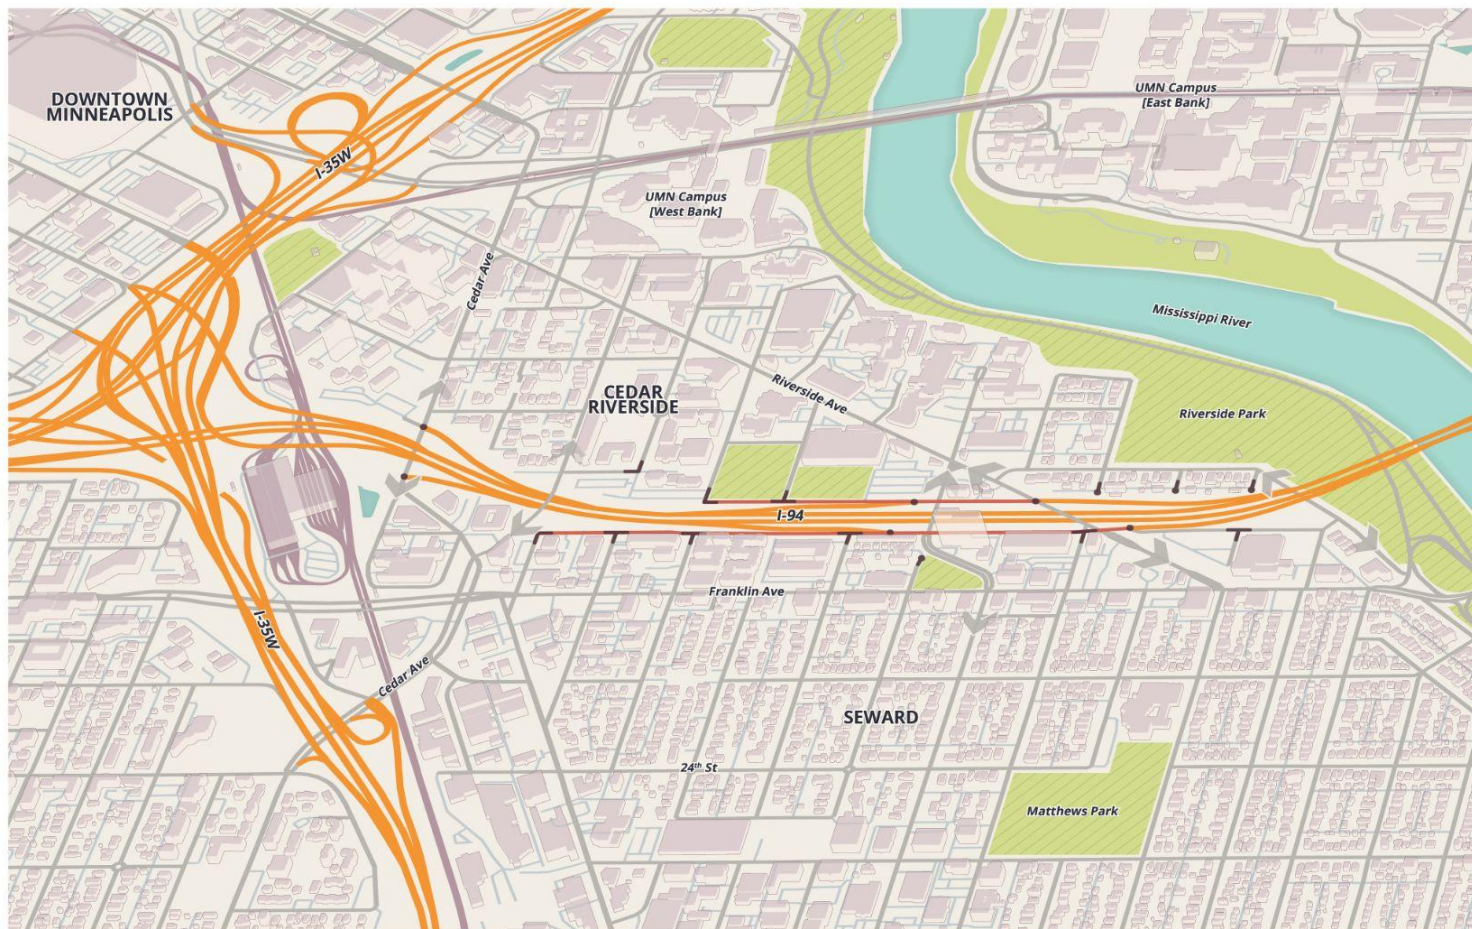 DOWNTOWN
MINNEAPOLIS
I-35W
UMN Campus
[East Bank]
UMN Campus
[West Bank]
Cedar Ave
Mississippi River
CEDAR
RIVERSIDE
Riverside Ave
Riverside Park
I-94
Franklin Ave
I-35W
Cedar Ave
SEWARD
24th St
Matthews Park